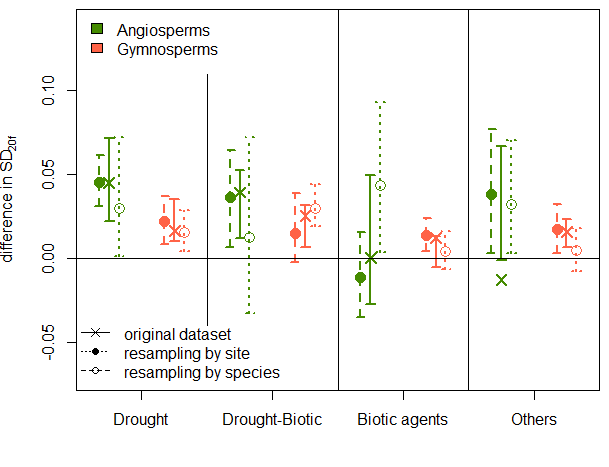 Angiosperms
Gymnosperms
difference in SD20f
0.10
0.05
0.00
-0.05
original dataset
resampling by site
resampling by species
Drought
Drought-Biotic
Biotic agents
Others